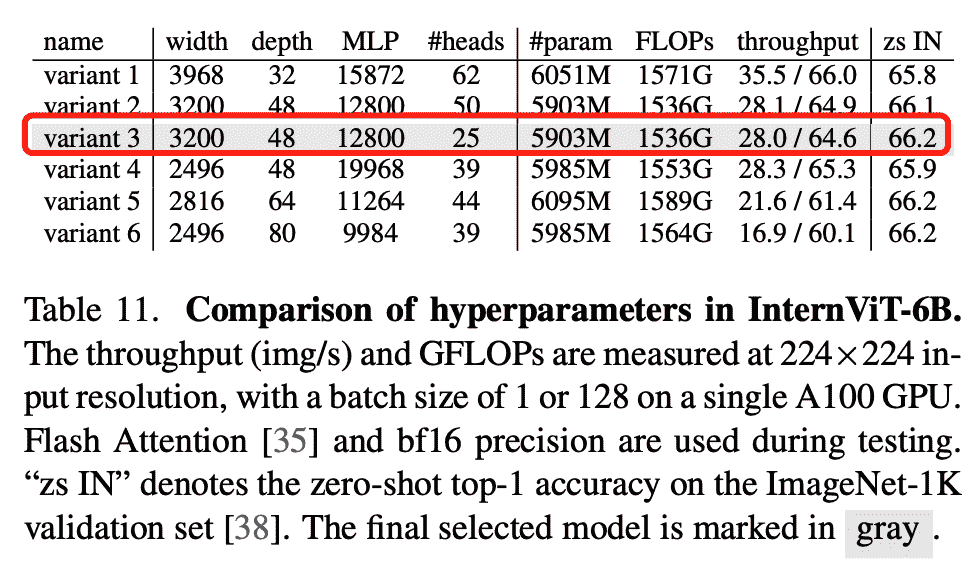 name width depth MLP #heads #param FLOPs throughput zs IN
variant 1 3968 32 15872 62 6051M 1571G 35.5 / 66.0 65.8
variant 2 3200 48 12800 50 5903M 1536G 28.1 / 64.9 66.1
variant 3 3200 48 12800 25 5903M 1536G 28.0 / 64.6 66.2
variant 4 2496 48 19968 39 5985M 1553G 28.3 / 65.3 65.9
variant 5 2816 64 11264 44 6095M 1589G 21.6 / 61.4 66.2
variant 6 2496 80 9984 39 5985M 1564G 16.9 / 60.1 66.2
Table 11. Comparison of hyperparameters in InternViT-6B.
The throughput (img/s) and GFLOPs are measured at 224×224 in-
put resolution, with a batch size of 1 or 128 on a single A100 GPU.
Flash Attention [35] and bf16 precision are used during testing.
“zs IN” denotes the zero-shot top-1 accuracy on the ImageNet-1K
validation set [38]. The final selected model is marked in gray .